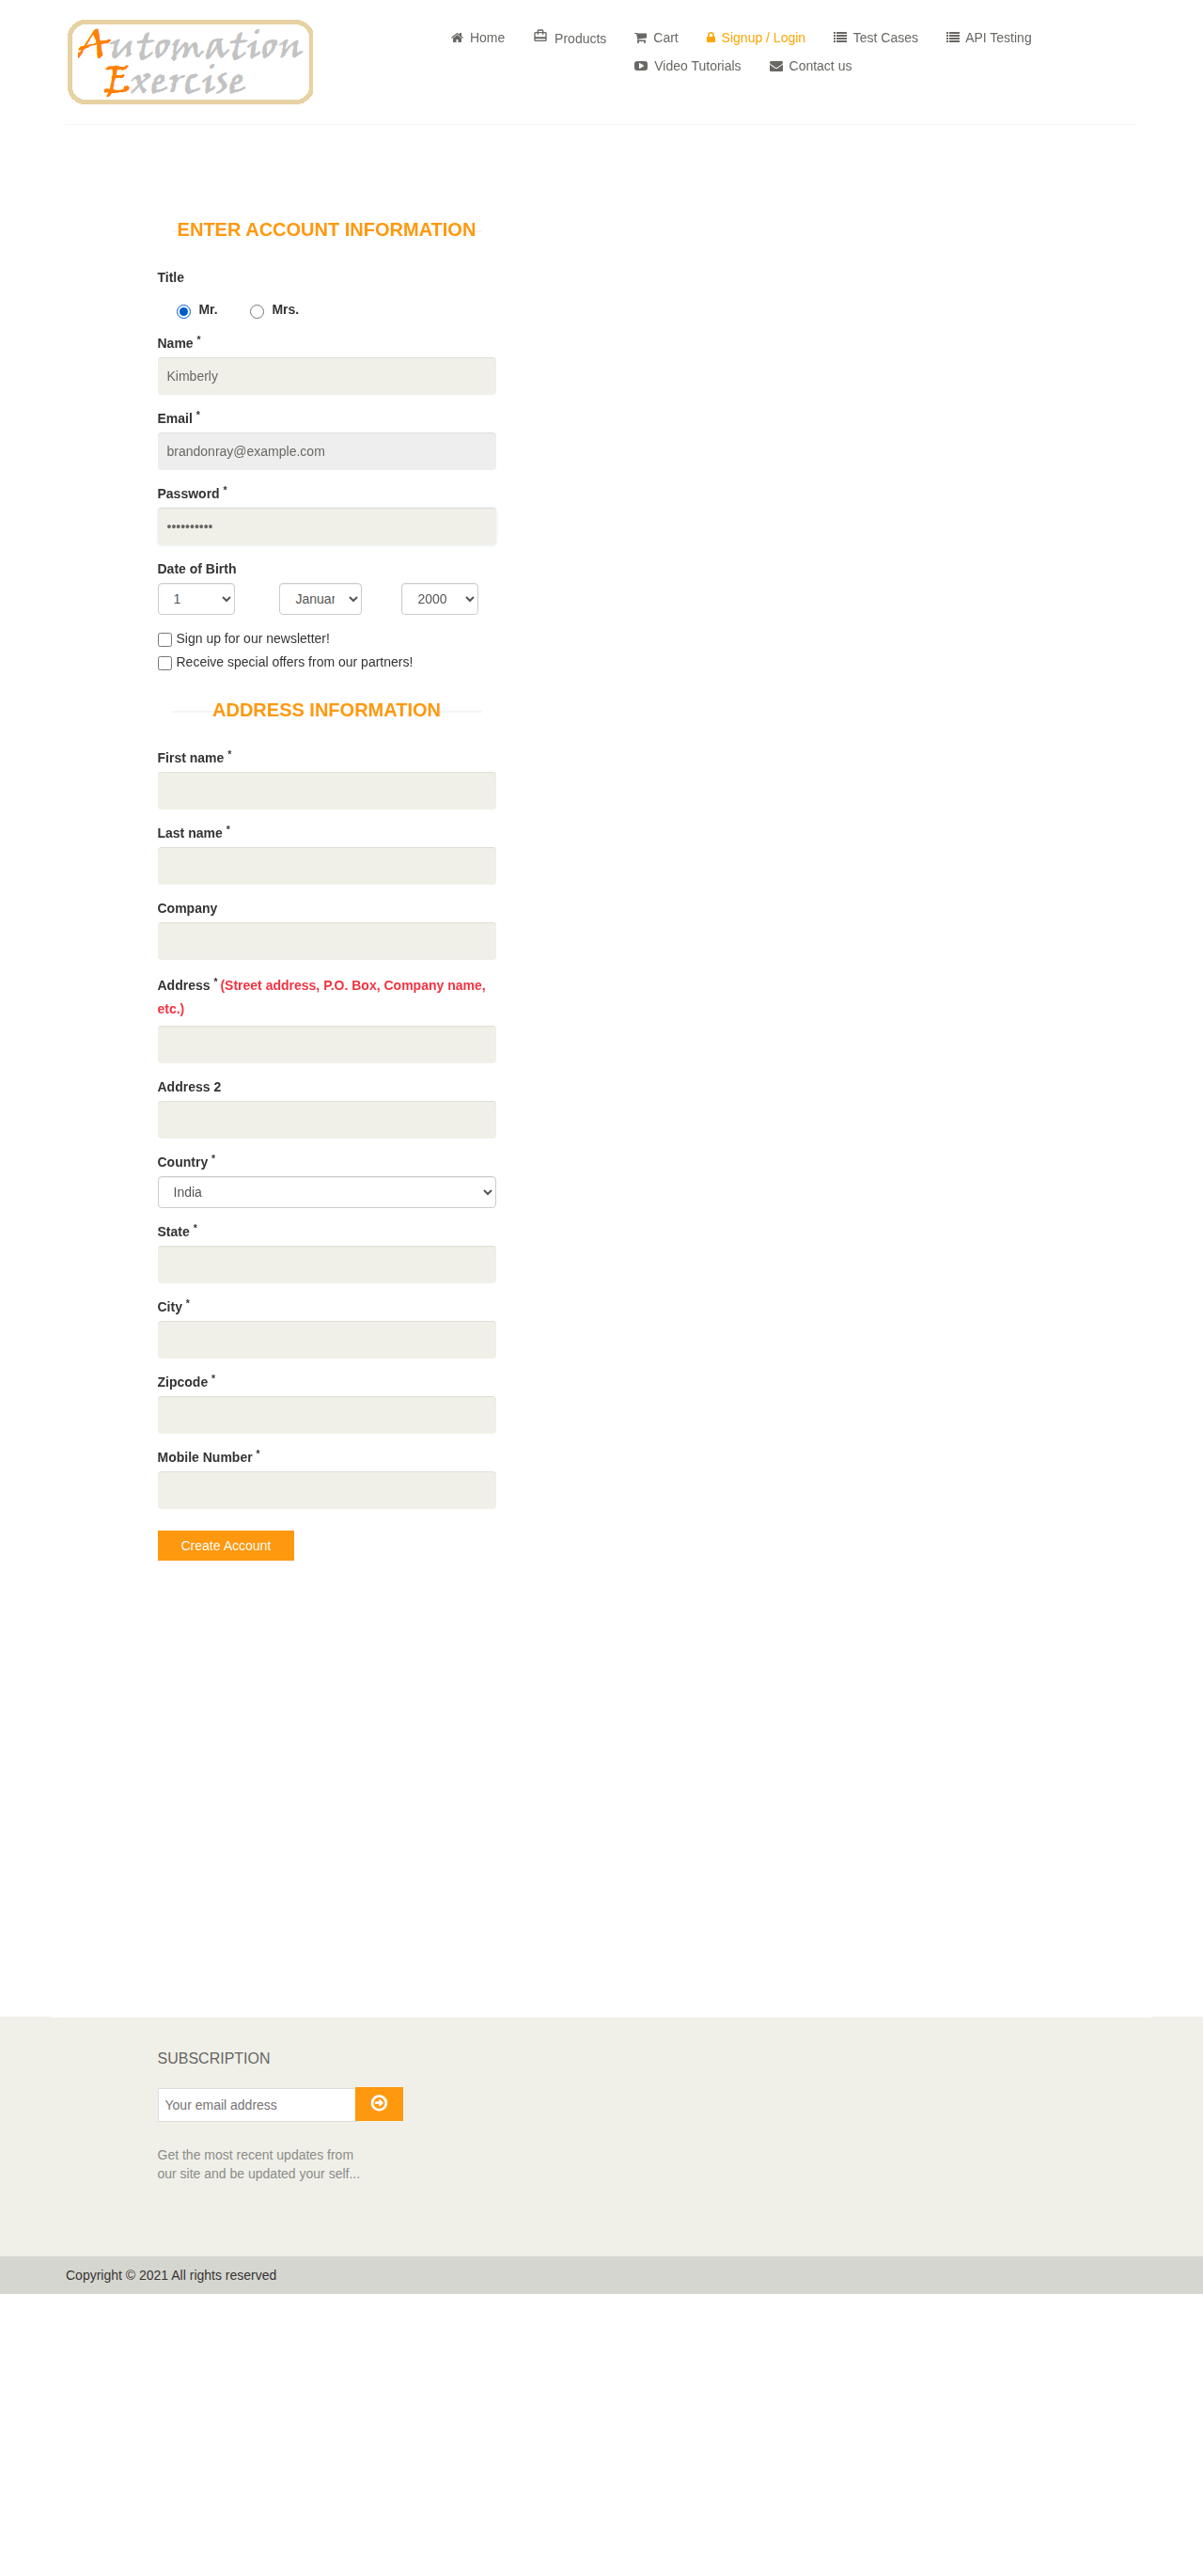 Automation
Exercise
Home Products Cart Signup / Login Test Cases API Testing
Video Tutorials Contact us
ENTER ACCOUNT INFORMATION
Title
Mr. Mrs.
Name *
Kimberly
Email *
brandonray@example.com
Password *
••••••••••
Date of Birth
1 Januar 2000
Sign up for our newsletter!
Receive special offers from our partners!
ADDRESS INFORMATION
First name *
Last name *
Company
Address * (Street address, P.O. Box, Company name,
etc.)
Address 2
Country *
India
State *
City *
Zipcode *
Mobile Number *
Create Account
SUBSCRIPTION
Your email address
Get the most recent updates from
our site and be updated your self...
Copyright © 2021 All rights reserved